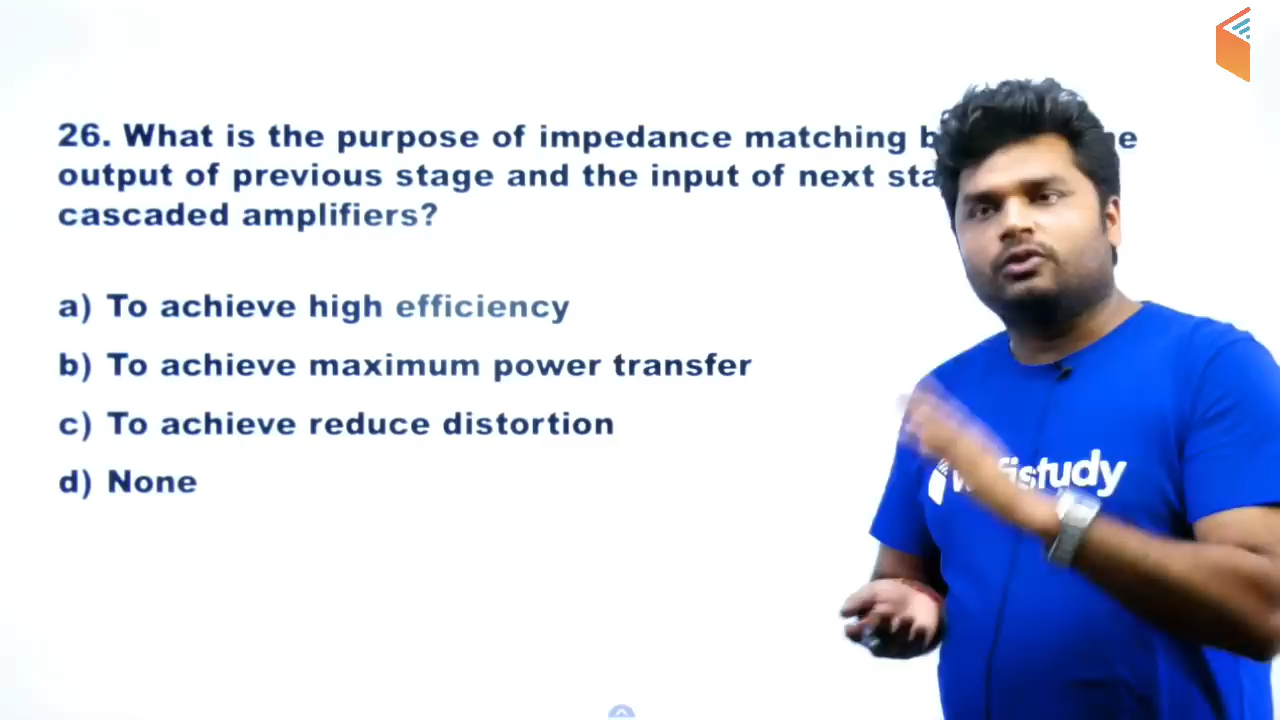 26. What is the purpose of impedance matching
output of previous stage and the input of next
cascaded amplifiers?
a) To achieve high efficiency
b) To achieve maximum power transfer
c) To achieve reduce distortion
d) None